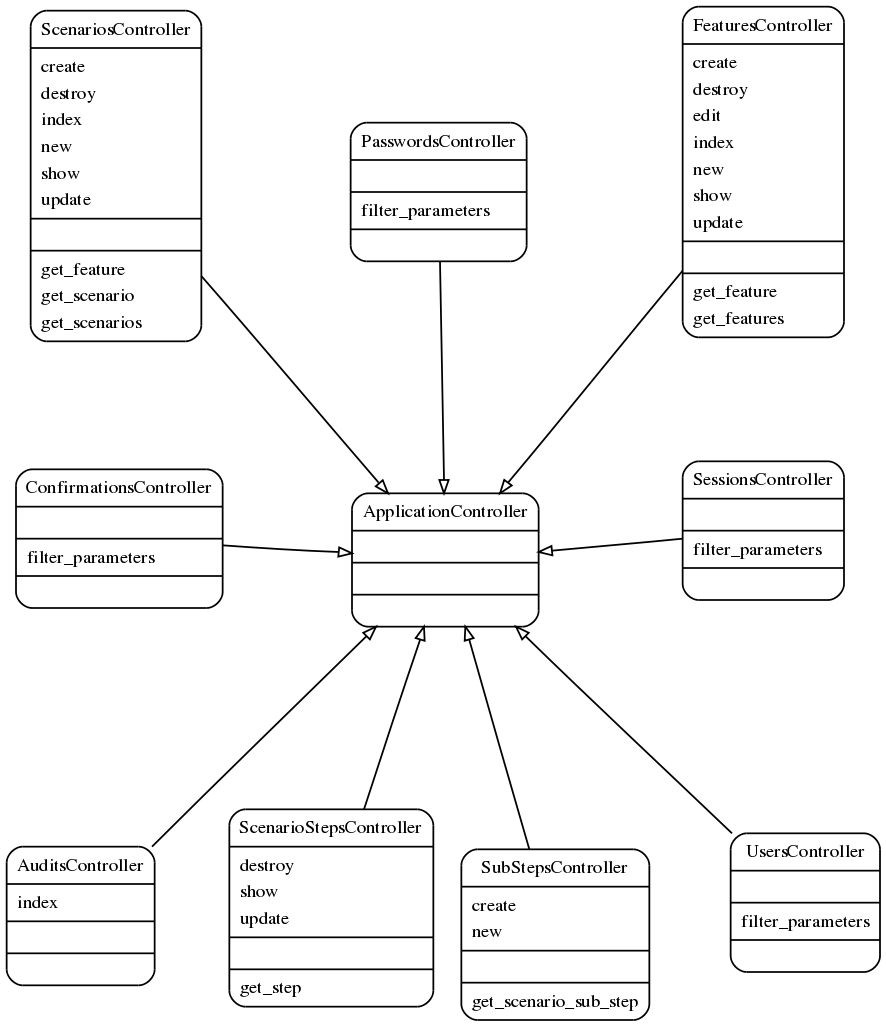 ScenariosController
create
destroy
index
new
show
update
get_feature
get_scenario
get_scenarios
PasswordsController
filter_parameters
FeaturesController
create
destroy
edit
index
new
show
update
get_feature
get_features
ConfirmationsController
filter_parameters
ApplicationController
SessionsController
filter_parameters
AuditsController
index
ScenarioStepsController
destroy
show
update
get_step
SubStepsController
create
new
get_scenario_sub_step
UsersController
filter_parameters